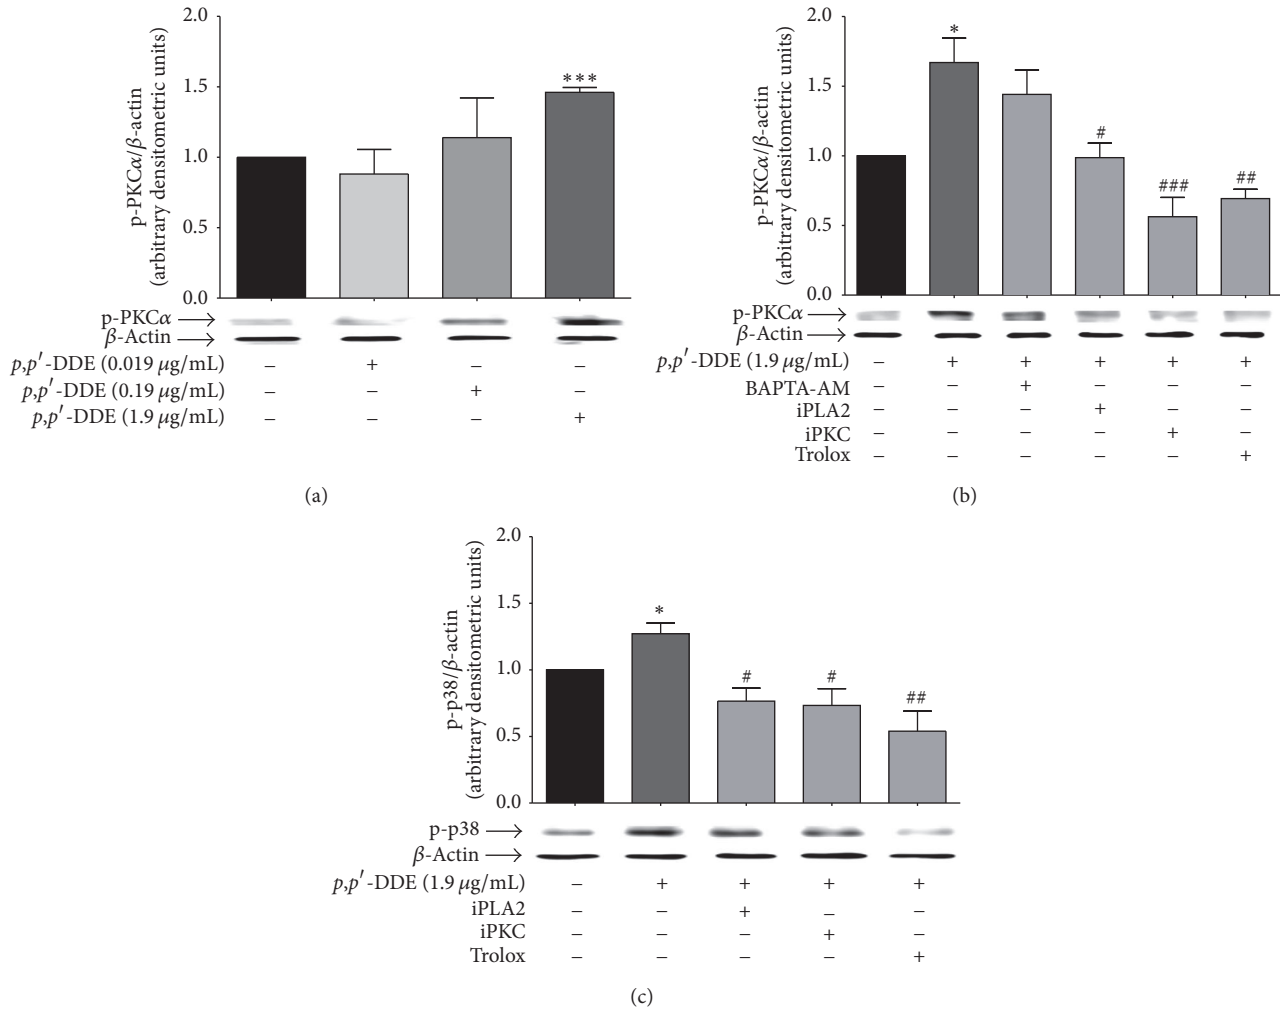 2.0
1.5
1.0
0.5
0.0
p-PKCα/β-actin
(arbitrary densitometric units)
***
p-PKCα
β-Actin
p,p′-DDE (0.019 μg/mL) – + – –
p,p′-DDE (0.19 μg/mL) – – + –
p,p′-DDE (1.9 μg/mL) – – – +
(a)
2.0
1.5
1.0
0.5
0.0
p-PKCα/β-actin
(arbitrary densitometric units)
*
#
###
##
p-PKCα
β-Actin
p,p′-DDE (1.9 μg/mL) – + + + + +
BAPTA-AM – – + – – –
iPLA2 – – – + – –
iPKC – – – – + –
Trolox – – – – – +
(b)
2.0
1.5
1.0
0.5
0.0
p-p38/β-actin
(arbitrary densitometric units)
*
#
#
##
p-p38
β-Actin
p,p′-DDE (1.9 μg/mL) – + + + +
iPLA2 – – + – –
iPKC – – – + –
Trolox – – – – +
(c)